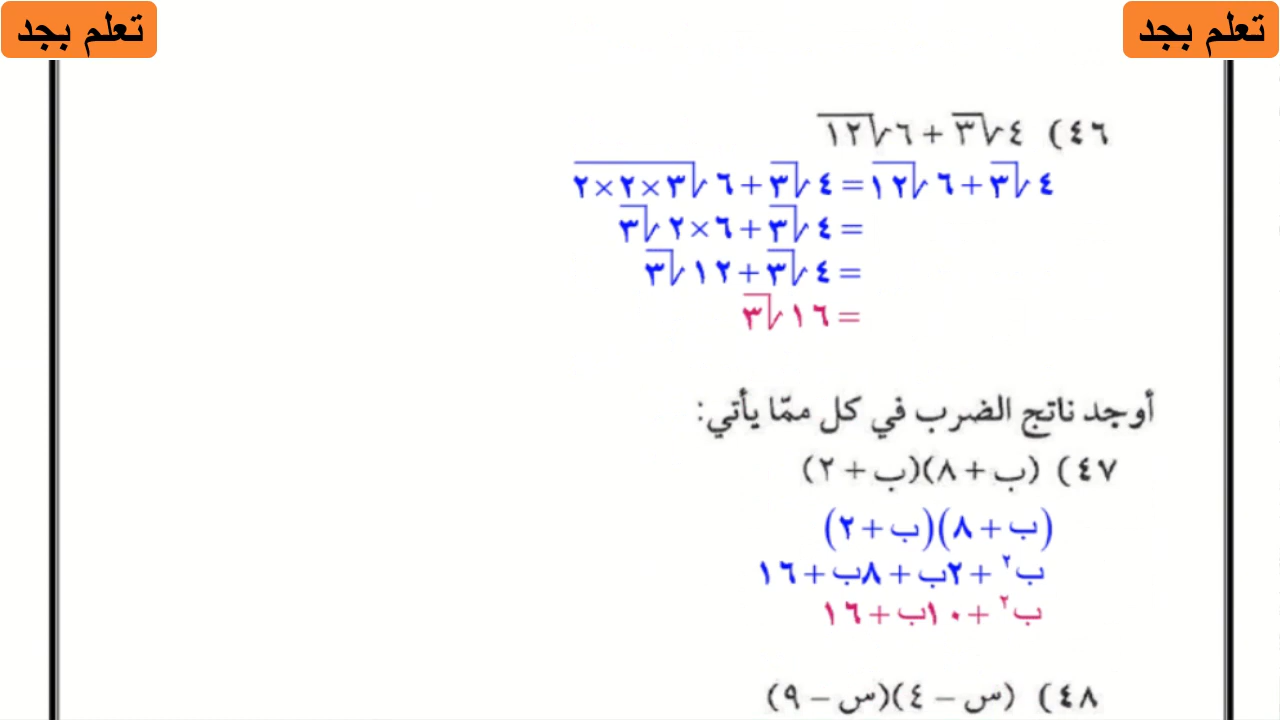 تعلم بجد
تعلم بجد
٤٦) ٤√٣ + ٦√١٢
٤√٣ + ٦√١٢ = ٤√٣ + ٦√٣×٢×٢
= ٤√٣ + ٦×٢√٣
= ٤√٣ + ١٢√٣
= ١٦√٣
أوجد ناتج الضرب في كل ممّا يأتي:
٤٧) (ب + ٨)(ب + ٢)
(ب + ٨)(ب + ٢)
ب٢ + ٢ب + ٨ب + ١٦
ب٢ + ١٠ب + ١٦
٤٨) (س – ٤)(س – ٩)